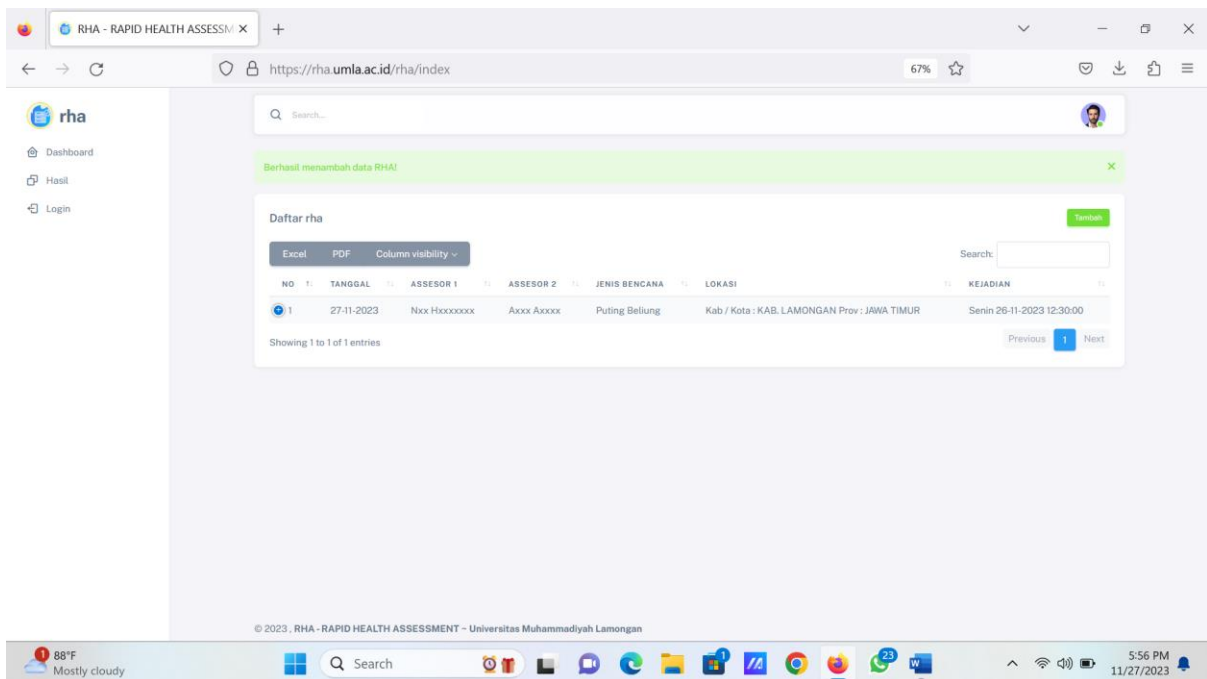 RHA - RAPID HEALTH ASSESSM
https://rha.umla.ac.id/rha/index
67%
rha
Search...
Dashboard
Hasil
Login
Berhasil menambah data RHA!
Daftar rha
Tambah
Excel PDF Column visibility
Search:
NO TANGGAL ASSESOR 1 ASSESOR 2 JENIS BENCANA LOKASI KEJADIAN
1 27-11-2023 Nxx Hxxxxxxx Axxx Axxxx Puting Beliung Kab / Kota : KAB. LAMONGAN Prov : JAWA TIMUR Senin 26-11-2023 12:30:00
Showing 1 to 1 of 1 entries
Previous 1 Next
© 2023 , RHA - RAPID HEALTH ASSESSMENT ~ Universitas Muhammadiyah Lamongan
1
88°F
Mostly cloudy
Search
1
23
W
5:56 PM
11/27/2023